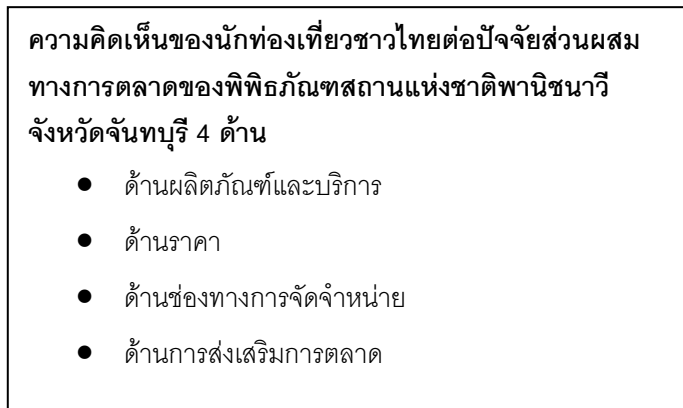 ความคิดเห็นของนักท่องเที่ยวชาวไทยต่อปัจจัยส่วนผสม
ทางการตลาดของพิพิธภัณฑสถานแห่งชาติพานิชนาวี
จังหวัดจันทบุรี 4 ด้าน
● ด้านผลิตภัณฑ์และบริการ
● ด้านราคา
● ด้านช่องทางการจัดจำหน่าย
● ด้านการส่งเสริมการตลาด